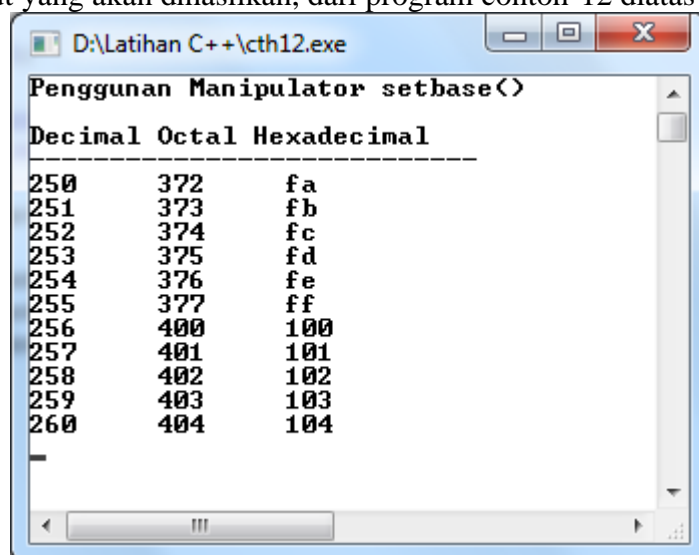 yang akan dihasilkan, dari program contoh-12 diatas
D:\Latihan C++\cth12.exe
Penggunan Manipulator setbase()
Decimal Octal Hexadecimal
----------------------------
250 372 fa
251 373 fb
252 374 fc
253 375 fd
254 376 fe
255 377 ff
256 400 100
257 401 101
258 402 102
259 403 103
260 404 104